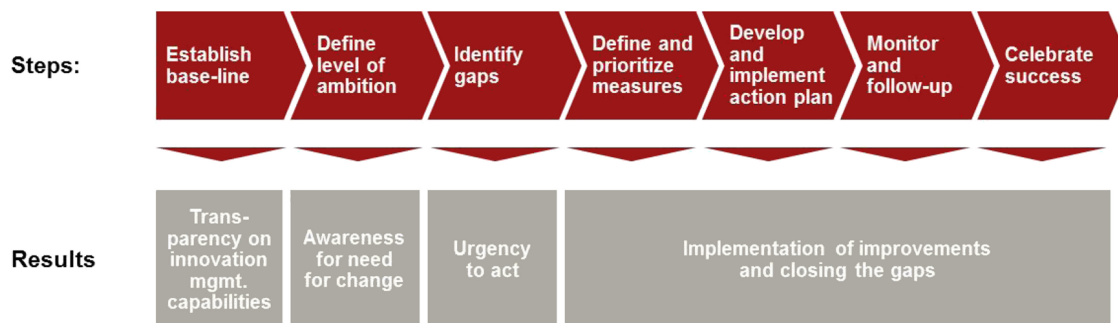 Steps:
Establish
base-line
Define
level of
ambition
Identify
gaps
Define and
prioritize
measures
Develop
and
implement
action plan
Monitor
and
follow-up
Celebrate
success
Results
Trans-
parency on
innovation
mgmt.
capabilities
Awareness
for need
for change
Urgency
to act
Implementation of improvements
and closing the gaps